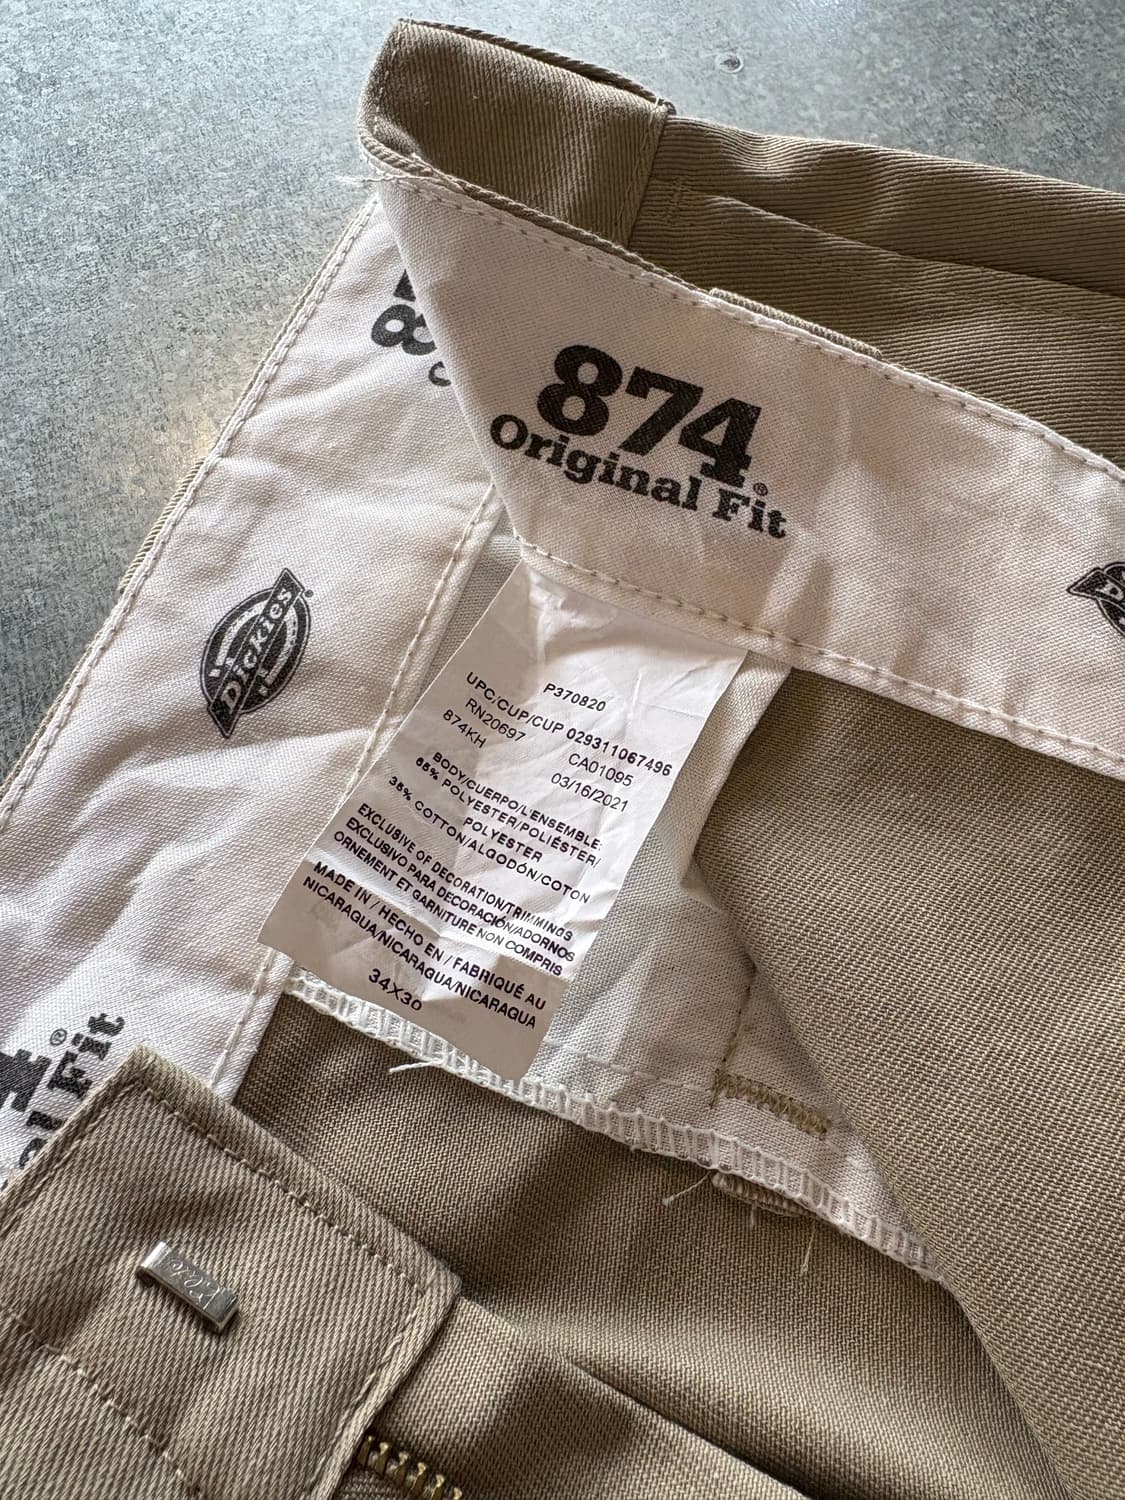 874®
Original Fit
Dickies®
P370820
UPC/CUP/CUP 029311067496
RN20697 CA01095
874KH 03/16/2021
BODY/CUERPO/L'ENSEMBLE:
65% POLYESTER/POLIÉSTER/
POLYESTER
35% COTTON/ALGODÓN/COTON
EXCLUSIVE OF DECORATION/TRIMMINGS
EXCLUSIVO PARA DECORACIÓN/ADORNOS
ORNEMENT ET GARNITURE NON COMPRIS
MADE IN / HECHO EN / FABRIQUÉ AU
NICARAGUA/NICARAGUA/NICARAGUA
34X30
4®
Fit